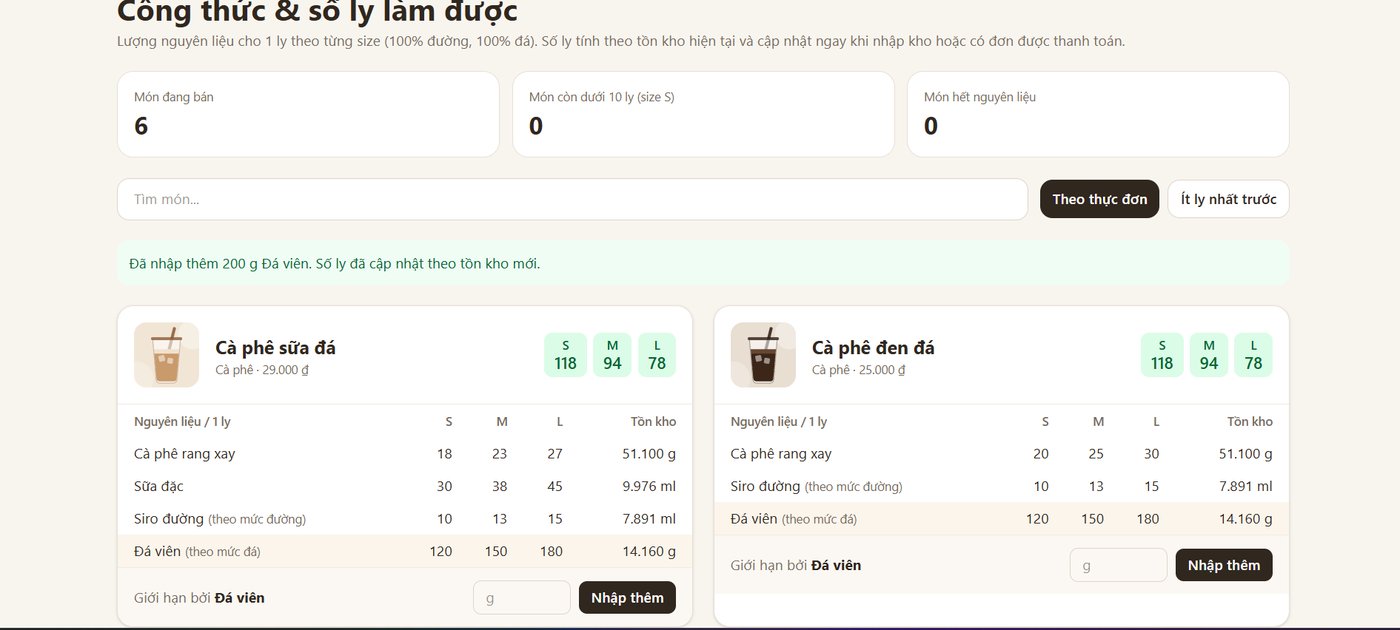 Công thức & số ly làm được
Lượng nguyên liệu cho 1 ly theo từng size (100% đường, 100% đá). Số ly tính theo tồn kho hiện tại và cập nhật ngay khi nhập kho hoặc có đơn được thanh toán.
Món đang bán
6
Món còn dưới 10 ly (size S)
0
Món hết nguyên liệu
0
Tìm món...
Theo thực đơn
Ít ly nhất trước
Đã nhập thêm 200 g Đá viên. Số ly đã cập nhật theo tồn kho mới.
Cà phê sữa đá
Cà phê · 29.000 ₫
S M L
118 94 78
Nguyên liệu / 1 ly S M L Tồn kho
Cà phê rang xay 18 23 27 51.100 g
Sữa đặc 30 38 45 9.976 ml
Siro đường (theo mức đường) 10 13 15 7.891 ml
Đá viên (theo mức đá) 120 150 180 14.160 g
Giới hạn bởi Đá viên g Nhập thêm
Cà phê đen đá
Cà phê · 25.000 ₫
S M L
118 94 78
Nguyên liệu / 1 ly S M L Tồn kho
Cà phê rang xay 20 25 30 51.100 g
Siro đường (theo mức đường) 10 13 15 7.891 ml
Đá viên (theo mức đá) 120 150 180 14.160 g
Giới hạn bởi Đá viên g Nhập thêm